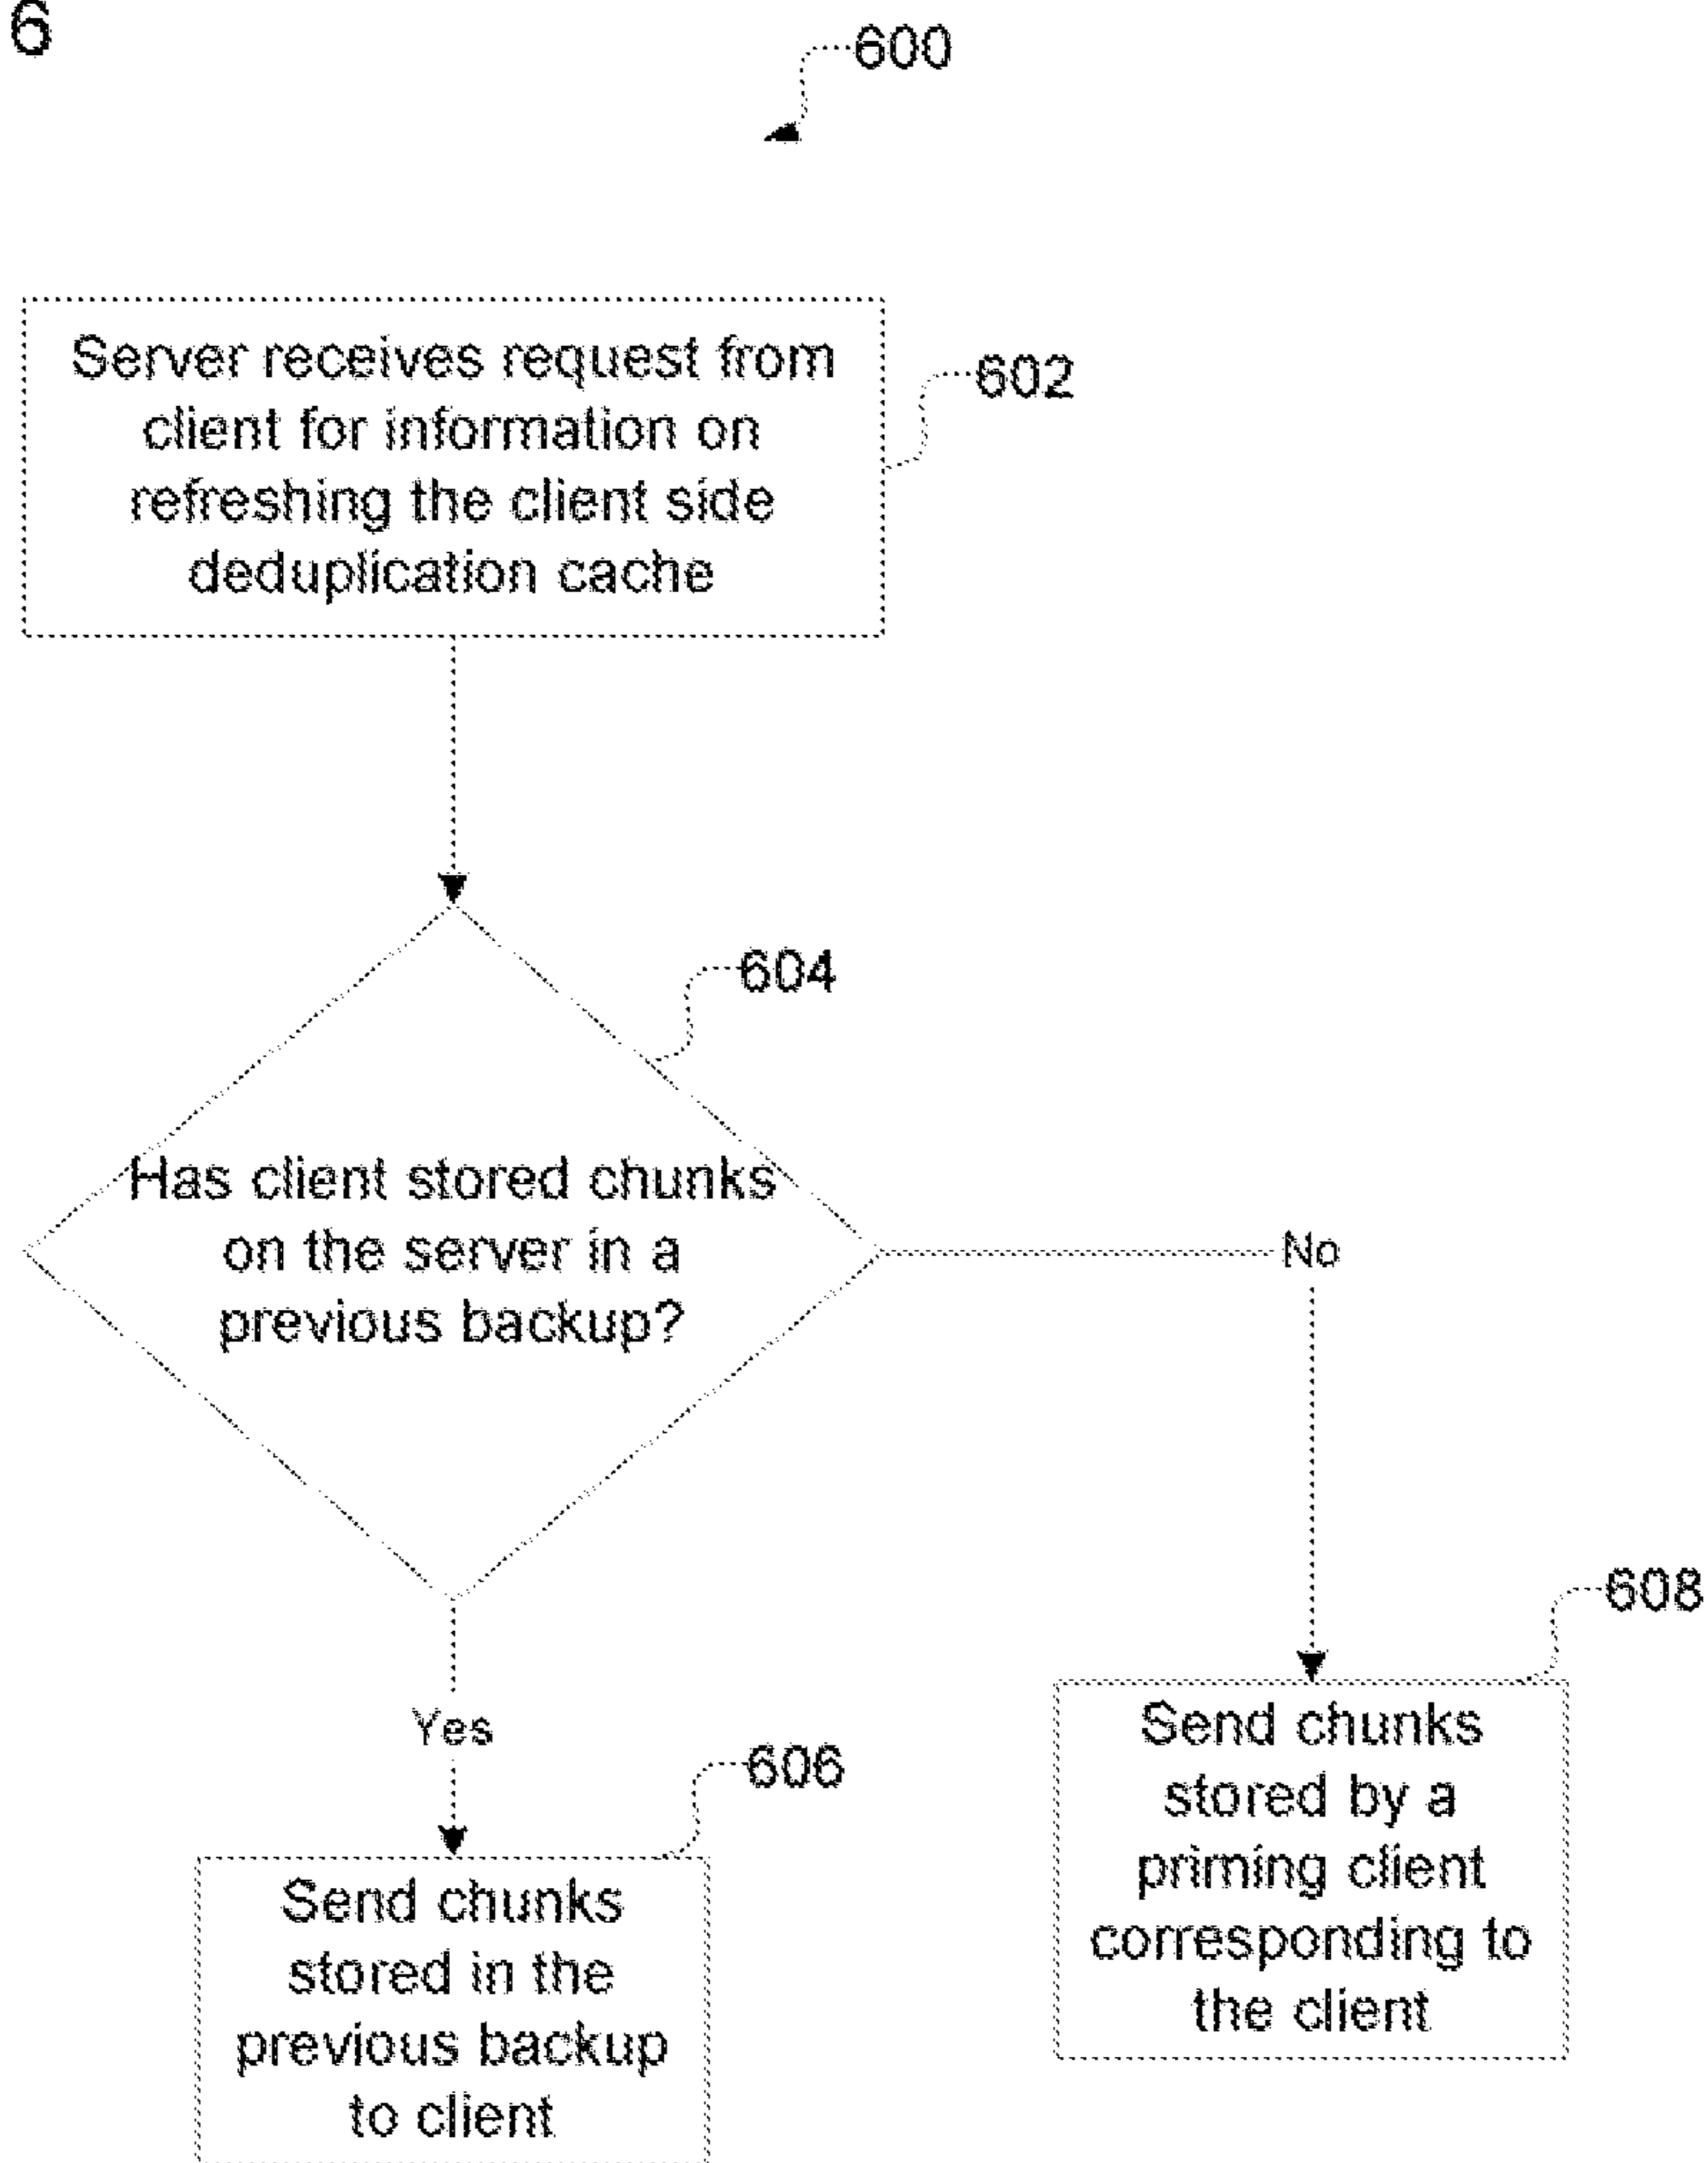 6
600
Server receives request from
client for information on
refreshing the client side
deduplication cache
602
604
Has client stored chunks
on the server in a
previous backup?
No
Yes
606
608
Send chunks
stored in the
previous backup
to client
Send chunks
stored by a
priming client
corresponding to
the client